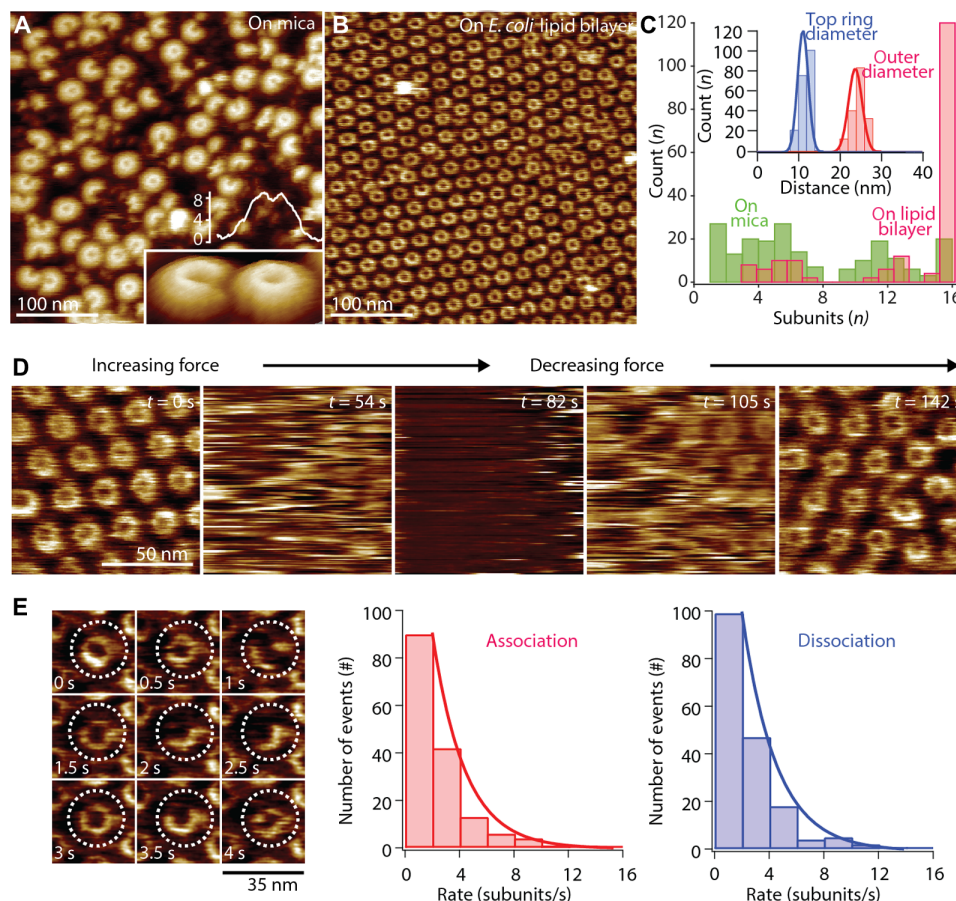 A
On mica
8
4
0
100 nm
B
On E. coli lipid bilayer
100 nm
C
120
100
80
60
40
20
0
Count (n)
4
8
12
16
Subunits (n)
On
mica
On lipid
bilayer
Top ring
diameter
Outer
diameter
120
100
80
60
40
20
0
Count (n)
0
10
20
30
40
Distance (nm)
D
Increasing force
Decreasing force
t = 0 s
t = 54 s
t = 82 s
t = 105 s
t = 142 s
50 nm
E
0 s
0.5 s
1 s
1.5 s
2 s
2.5 s
3 s
3.5 s
4 s
35 nm
Association
100
80
60
40
20
0
Number of events (#)
0
4
8
12
16
Rate (subunits/s)
Dissociation
100
80
60
40
20
0
Number of events (#)
0
4
8
12
16
Rate (subunits/s)